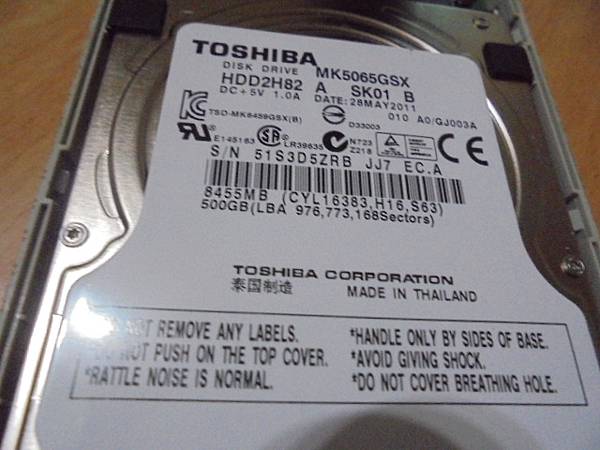 TOSHIBA
DISK DRIVE MK5065GSX
HDD2H82 A SK01 B
DC+5V 1.0A DATE:28MAY2011
010 A0/GJ003A
TSD-MK6459GSX(B)
D33003
E145163 LR39635 N723
Z218
S/N 51S3D5ZRB JJ7 EC.A
8455MB (CYL16383,H16,S63)
500GB(LBA 976,773,168Sectors)
TOSHIBA CORPORATION
泰国制造 MADE IN THAILAND
NOT REMOVE ANY LABELS.
*DO NOT PUSH ON THE TOP COVER.
*RATTLE NOISE IS NORMAL.
*HANDLE ONLY BY SIDES OF BASE.
*AVOID GIVING SHOCK.
*DO NOT COVER BREATHING HOLE.